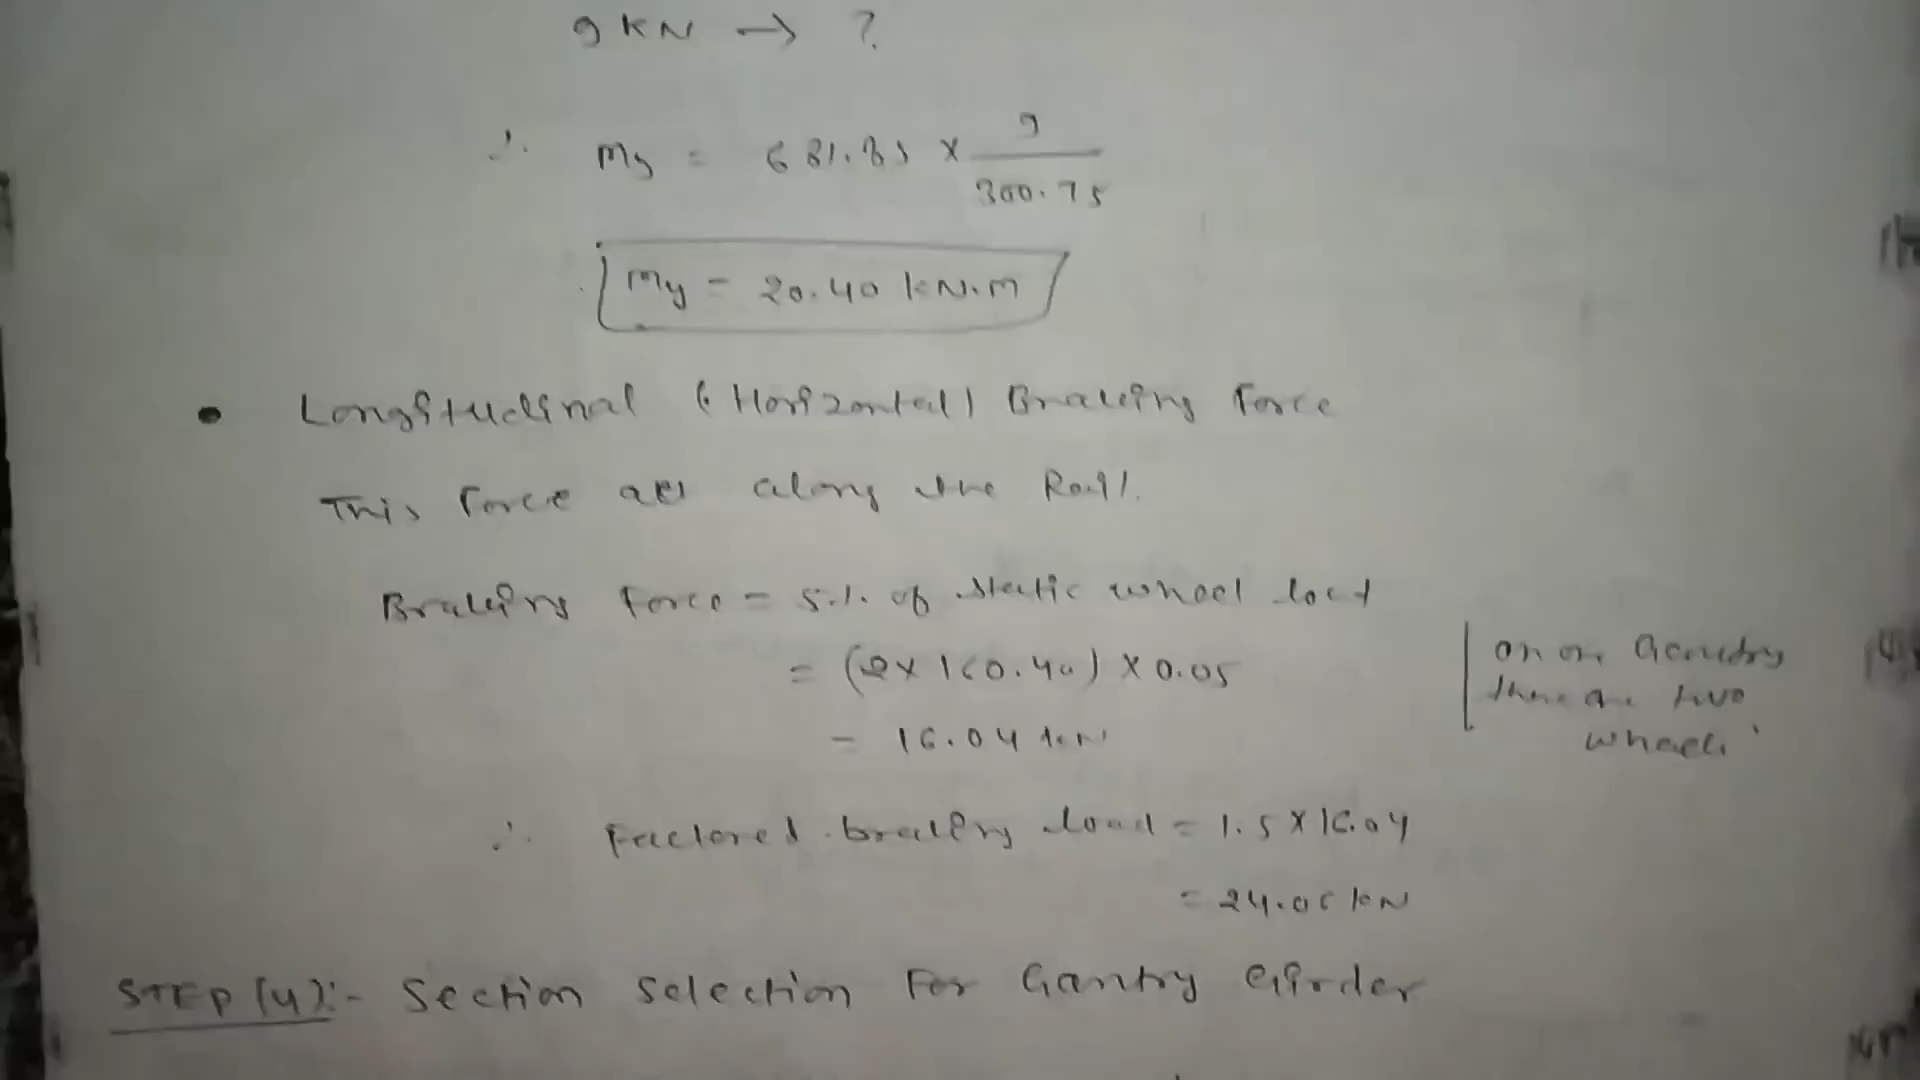 9 KN → ?
∴ My = 681.85 × 9 / 300.75
My = 20.40 kN.m
• Longitudinal (Horizontal) Braking Force
This Force act along the Rail.
Braking Force = 5.1. of static wheel load
= (2 × 160.40) × 0.05
= 16.04 kN
on one Gantry
there are two
wheels
∴ Factored braking load = 1.5 × 16.04
= 24.06 kN
STEP (4):- Section Selection For Gantry Girder